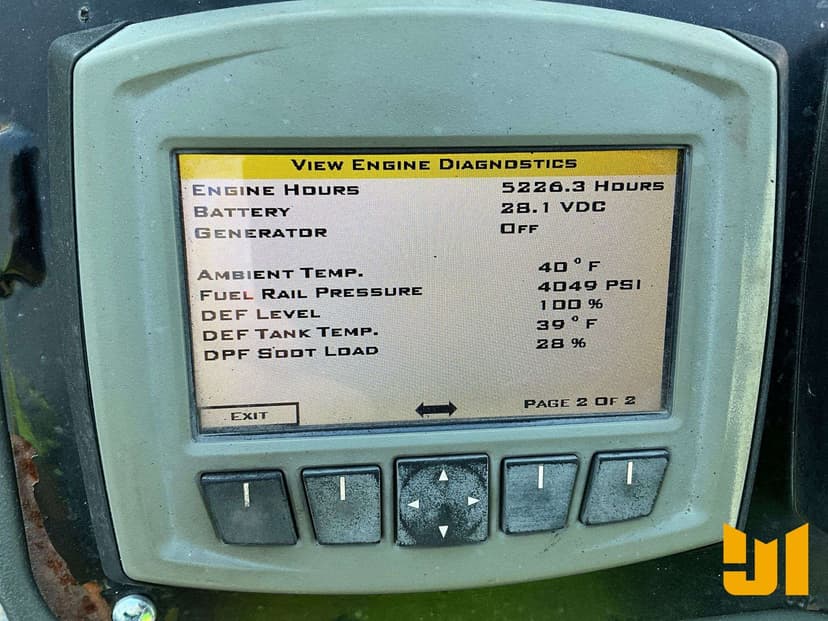 View Engine Diagnostics
Engine Hours 5226.3 Hours
Battery 28.1 VDC
Generator Off
Ambient Temp. 40 ° F
Fuel Rail Pressure 4049 PSI
DEF Level 100 %
DEF Tank Temp. 39 ° F
DPF Soot Load 28 %
Exit Page 2 Of 2